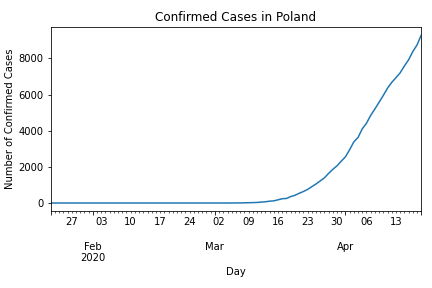 Confirmed Cases in Poland
Number of Confirmed Cases
8000
6000
4000
2000
0
27 03 10 17 24 02 09 16 23 30 06 13
Feb Mar Apr
2020
Day